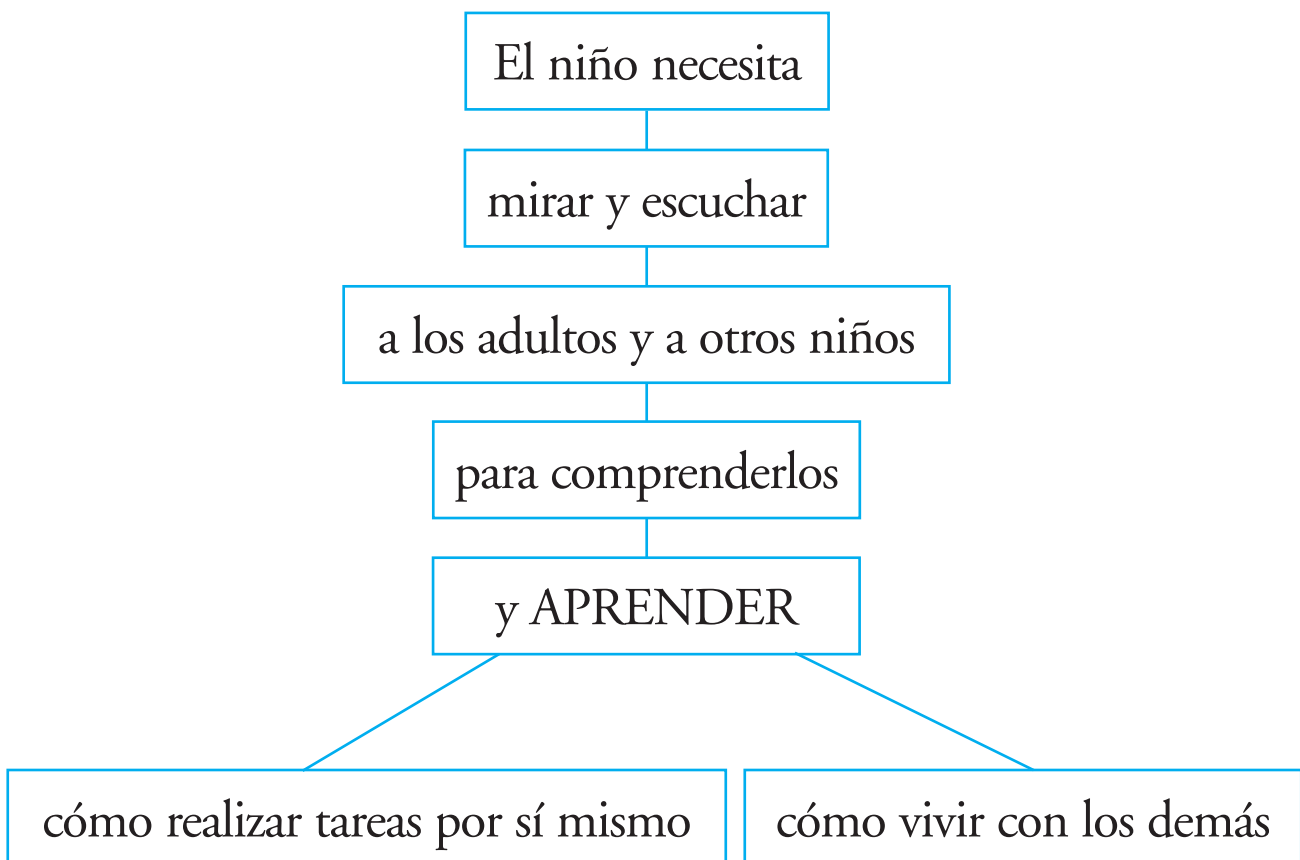 El niño necesita
mirar y escuchar
a los adultos y a otros niños
para comprenderlos
y APRENDER
cómo realizar tareas por sí mismo
cómo vivir con los demás